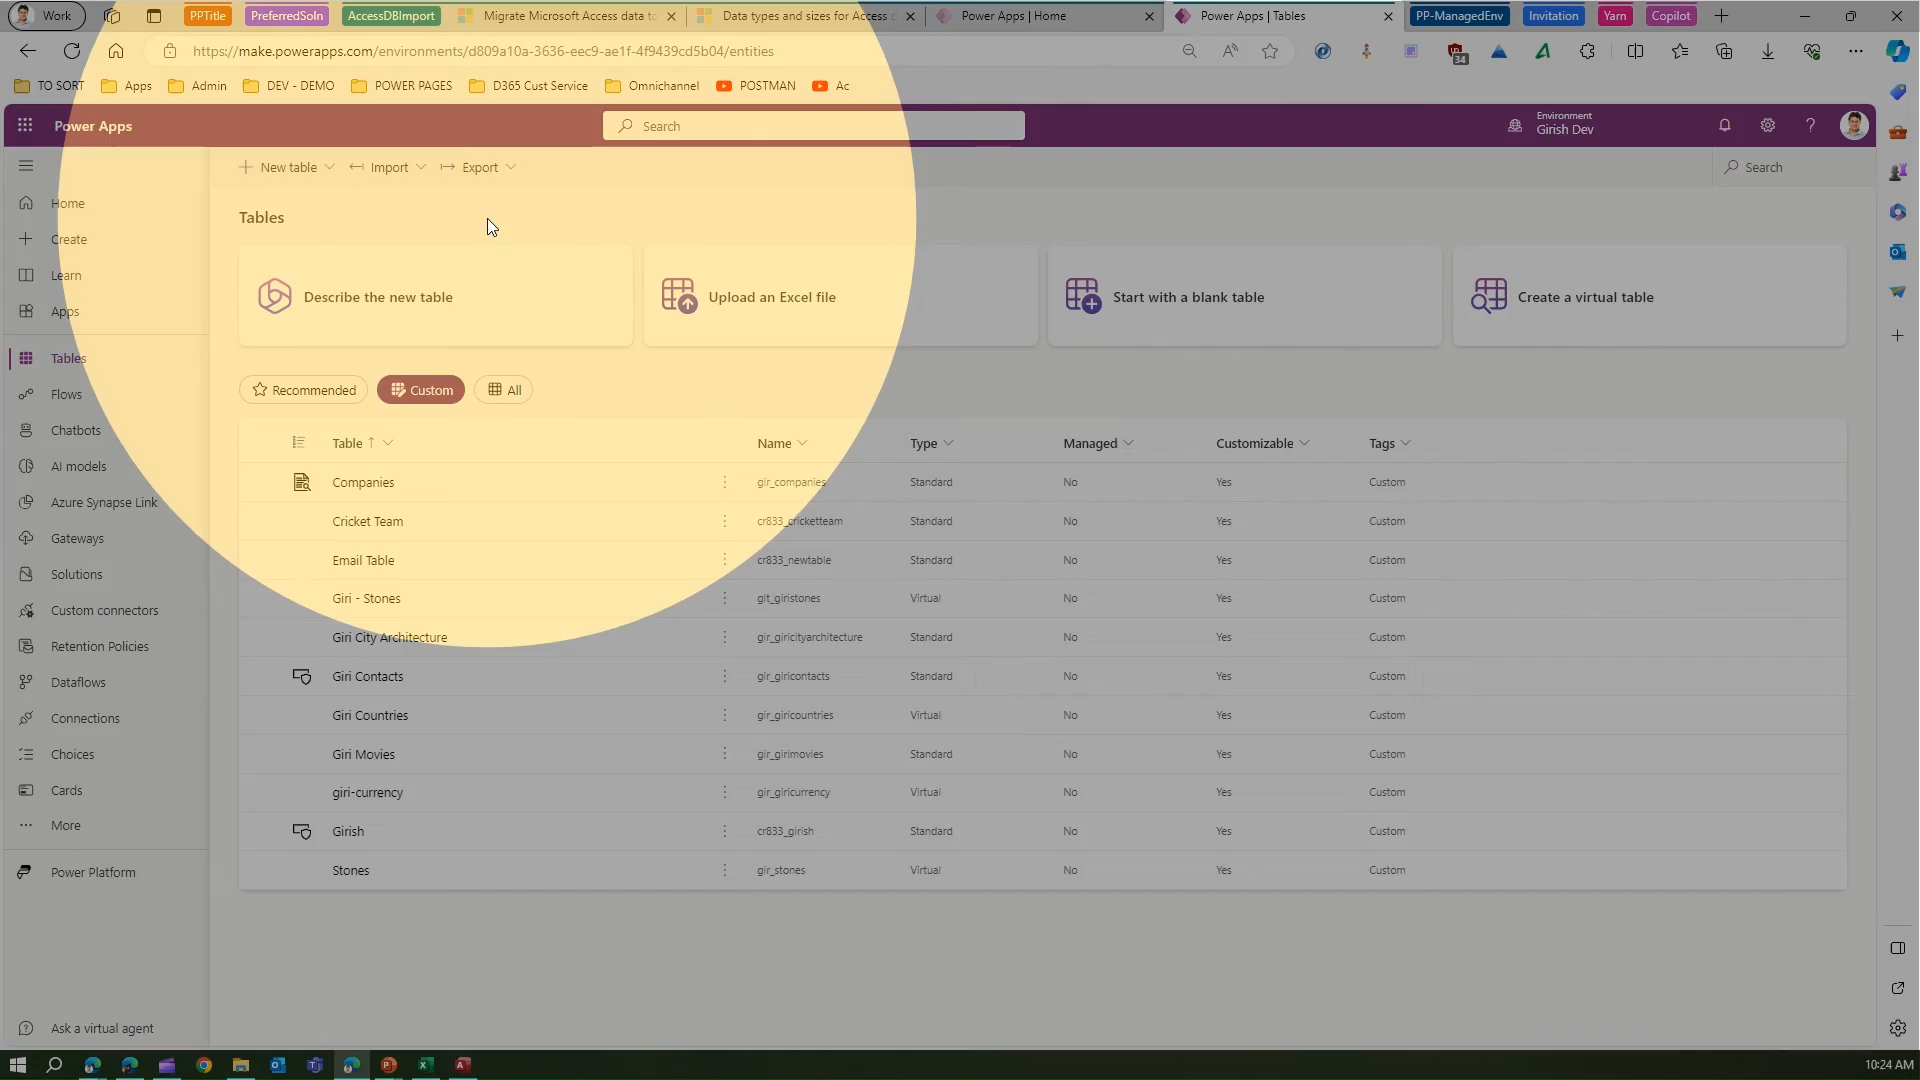 Work
PPTitle
PreferredSoln
AccessDBImport
Migrate Microsoft Access data to
Data types and sizes for Access
Power Apps | Home
Power Apps | Tables
PP-ManagedEnv
Invitation
Yarn
Copilot
https://make.powerapps.com/environments/d809a10a-3636-eec9-ae1f-4f9439cd5b04/entities
34
TO SORT
Apps
Admin
DEV - DEMO
POWER PAGES
D365 Cust Service
Omnichannel
POSTMAN
Ac
Power Apps
Search
Environment
Girish Dev
New table
Import
Export
Search
Home
Create
Learn
Apps
Tables
Flows
Chatbots
AI models
Azure Synapse Link
Gateways
Solutions
Custom connectors
Retention Policies
Dataflows
Connections
Choices
Cards
More
Power Platform
Ask a virtual agent
Tables
Describe the new table
Upload an Excel file
Start with a blank table
Create a virtual table
Recommended
Custom
All
Table ↑ Name Type Managed Customizable Tags
Companies gir_companies Standard No Yes Custom
Cricket Team cr833_cricketteam Standard No Yes Custom
Email Table cr833_newtable Standard No Yes Custom
Giri - Stones git_giristones Virtual No Yes Custom
Giri City Architecture gir_giricityarchitecture Standard No Yes Custom
Giri Contacts gir_giricontacts Standard No Yes Custom
Giri Countries gir_giricountries Virtual No Yes Custom
Giri Movies gir_girimovies Standard No Yes Custom
giri-currency gir_giricurrency Virtual No Yes Custom
Girish cr833_girish Standard No Yes Custom
Stones gir_stones Virtual No Yes Custom
10:24 AM